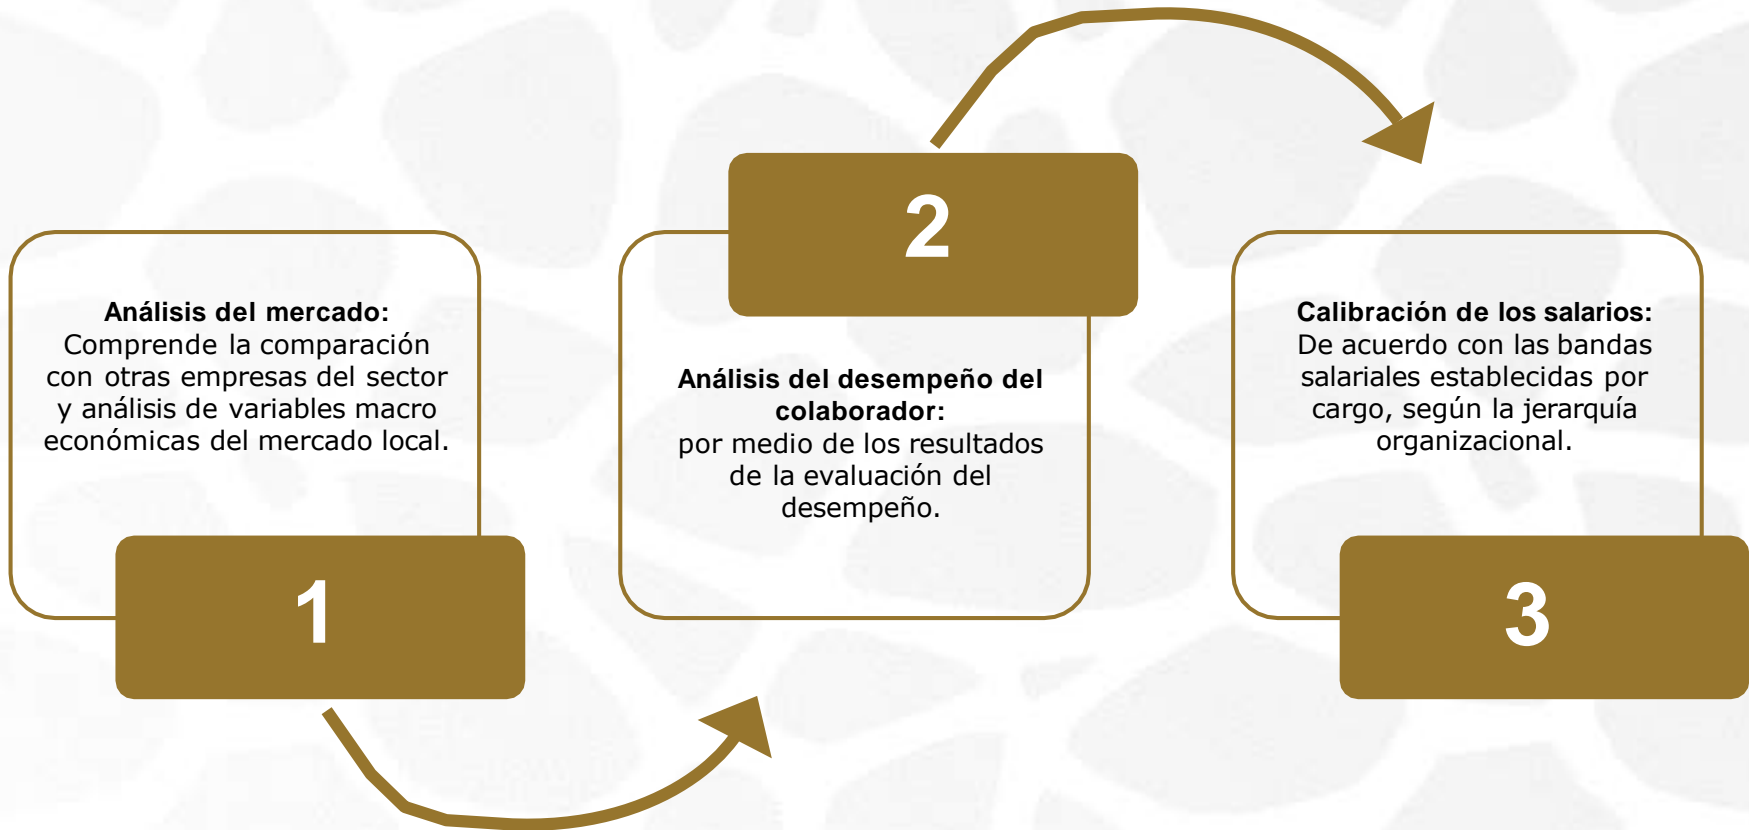 Análisis del mercado:
Comprende la comparación
con otras empresas del sector
y análisis de variables macro
económicas del mercado local.
1
2
Análisis del desempeño del
colaborador:
por medio de los resultados
de la evaluación del
desempeño.
Calibración de los salarios:
De acuerdo con las bandas
salariales establecidas por
cargo, según la jerarquía
organizacional.
3